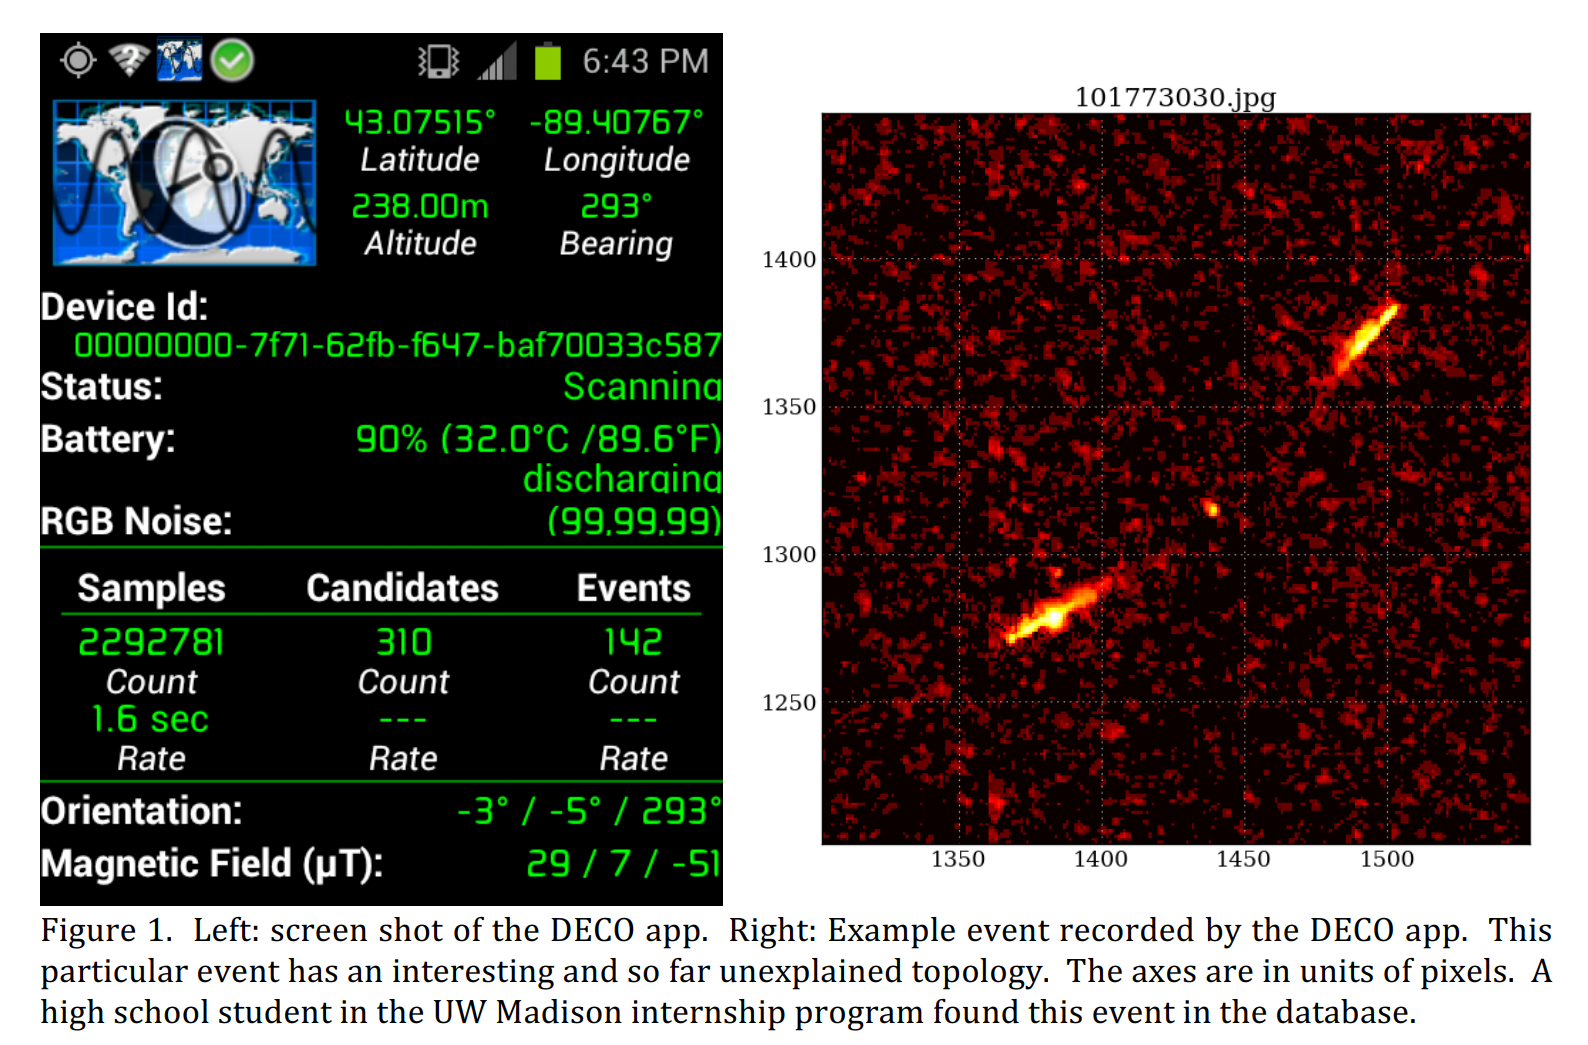 6:43 PM
43.07515° -89.40767°
Latitude Longitude
238.00m 293°
Altitude Bearing
Device Id:
00000000-7f71-62fb-f647-baf70033c587
Status: Scanning
Battery: 90% (32.0°C /89.6°F)
discharging
RGB Noise: (99,99,99)
Samples Candidates Events
2292781 310 142
Count Count Count
1.6 sec --- ---
Rate Rate Rate
Orientation: -3° / -5° / 293°
Magnetic Field (µT): 29 / 7 / -51
101773030.jpg
1400
1350
1300
1250
1350 1400 1450 1500
Figure 1. Left: screen shot of the DECO app. Right: Example event recorded by the DECO app. This
particular event has an interesting and so far unexplained topology. The axes are in units of pixels. A
high school student in the UW Madison internship program found this event in the database.